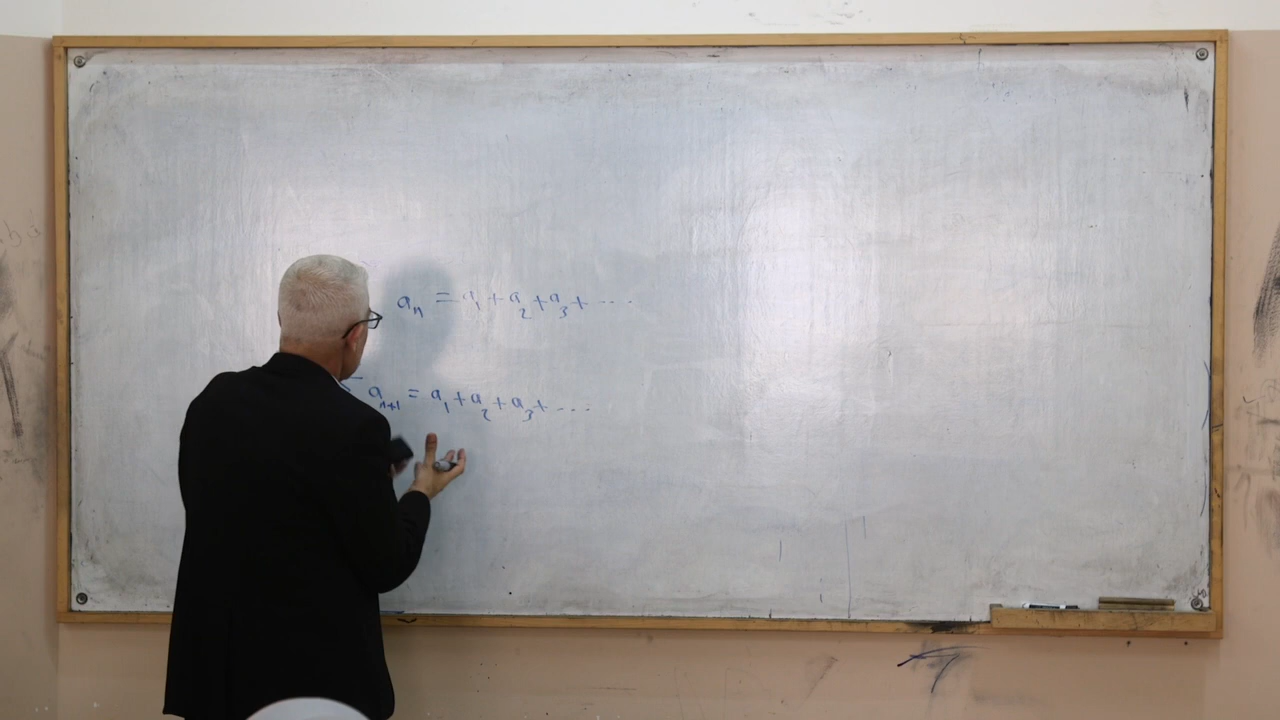 aₙ = a₁ + a₂ + a₃ + ...
aₙ₊₁ = a₁ + a₂ + a₃ + ...